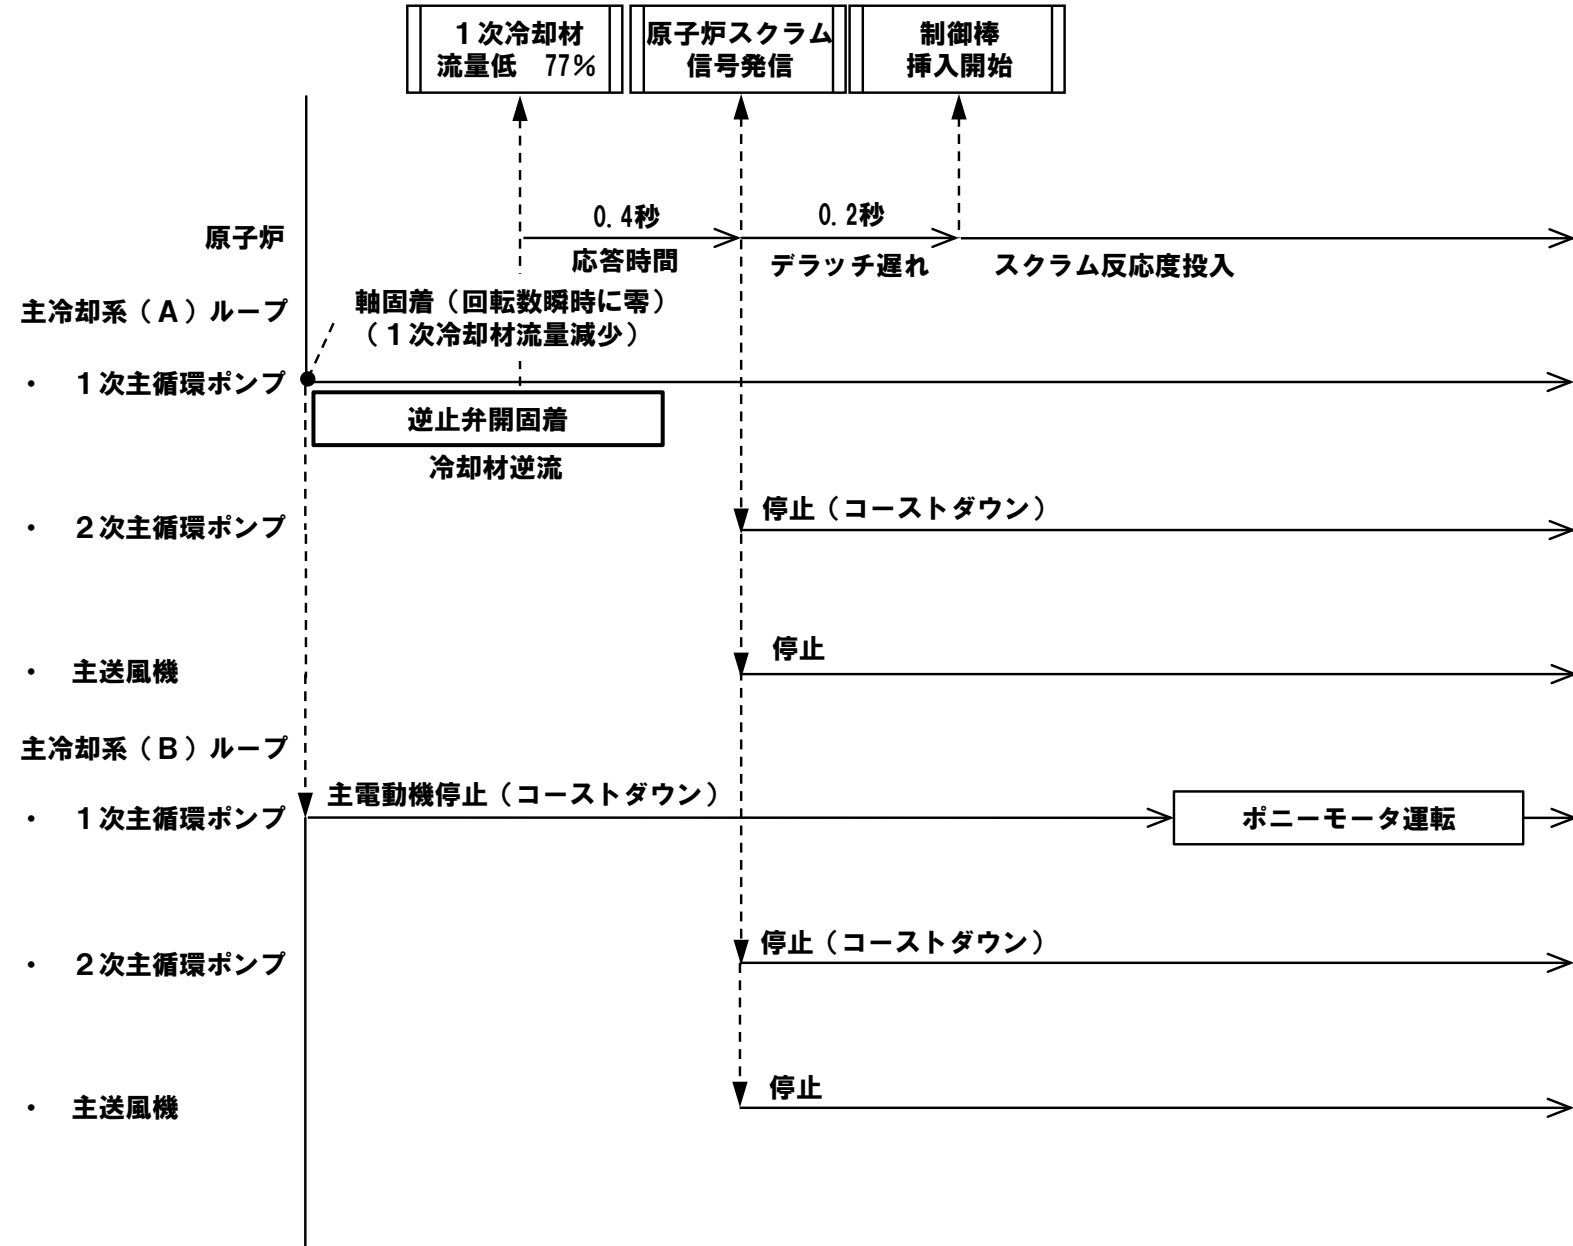 １次冷却材
流量低　77％
原子炉スクラム
信号発信
制御棒
挿入開始
原子炉
0.4秒
応答時間
0.2秒
デラッチ遅れ
スクラム反応度投入
主冷却系（Ａ）ループ
軸固着（回転数瞬時に零）
（１次冷却材流量減少）
・　１次主循環ポンプ
逆止弁開固着
冷却材逆流
・　２次主循環ポンプ
停止（コーストダウン）
・　主送風機
停止
主冷却系（Ｂ）ループ
・　１次主循環ポンプ
主電動機停止（コーストダウン）
ポニーモータ運転
・　２次主循環ポンプ
停止（コーストダウン）
・　主送風機
停止